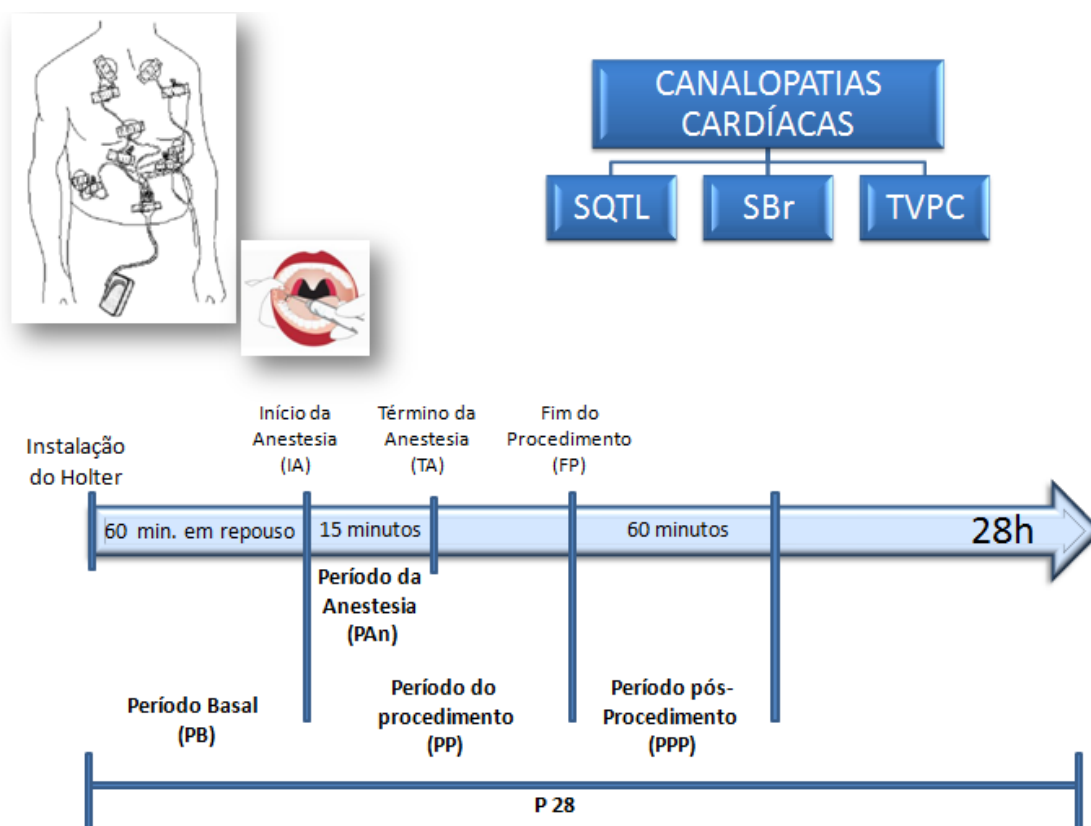 CANALOPATIAS
CARDÍACAS
SQTL
SBr
TVPC
Instalação
do Holter
Início da
Anestesia
(IA)
Término da
Anestesia
(TA)
Fim do
Procedimento
(FP)
60 min. em repouso
15 minutos
60 minutos
28h
Período da
Anestesia
(PAn)
Período Basal
(PB)
Período do
procedimento
(PP)
Período pós-
Procedimento
(PPP)
P 28